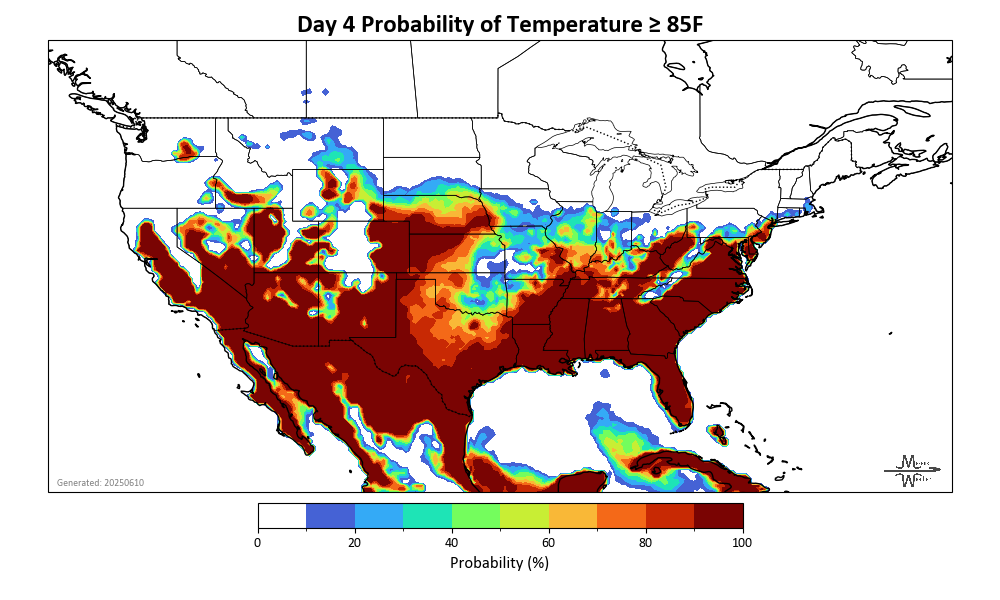 Day 4 Probability of Temperature ≥ 85F
Generated: 20250610
0 20 40 60 80 100
Probability (%)